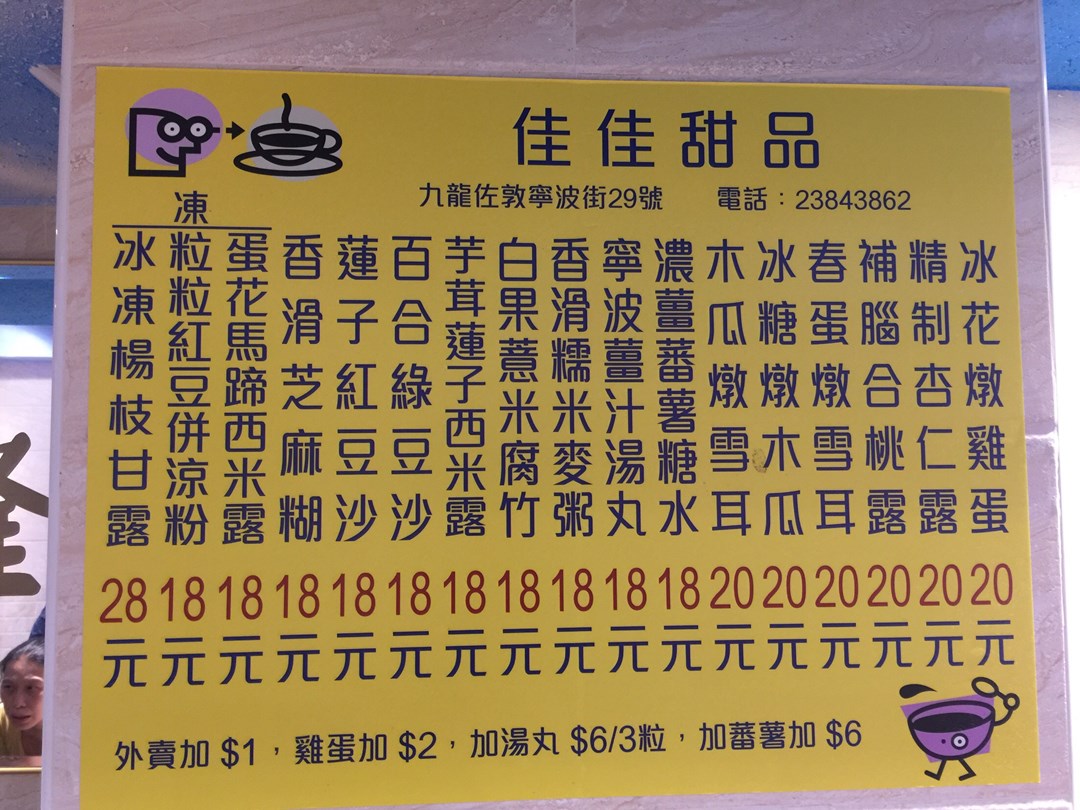 佳佳甜品
九龍佐敦寧波街29號 電話：23843862
凍
冰凍楊枝甘露 28元
粒粒紅豆併涼粉 18元
蛋花馬蹄西米露 18元
香滑芝麻糊 18元
蓮子紅豆沙 18元
百合綠豆沙 18元
芋茸蓮子西米露 18元
白果薏米腐竹 18元
香滑糯米麥粥 18元
寧波薑汁湯丸 18元
濃薑蕃薯糖水 18元
木瓜燉雪耳 20元
冰糖燉木瓜 20元
春蛋燉雪耳 20元
補腦合桃露 20元
精制杏仁露 20元
冰花燉雞蛋 20元
外賣加 $1，雞蛋加 $2，加湯丸 $6/3粒，加蕃薯加 $6